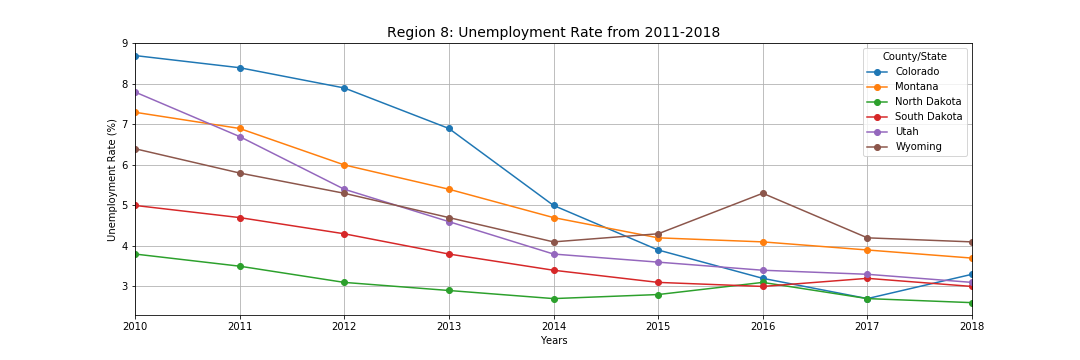 Region 8: Unemployment Rate from 2011-2018
Unemployment Rate (%)
9
8
7
6
5
4
3
County/State
Colorado
Montana
North Dakota
South Dakota
Utah
Wyoming
2010 2011 2012 2013 2014 2015 2016 2017 2018
Years